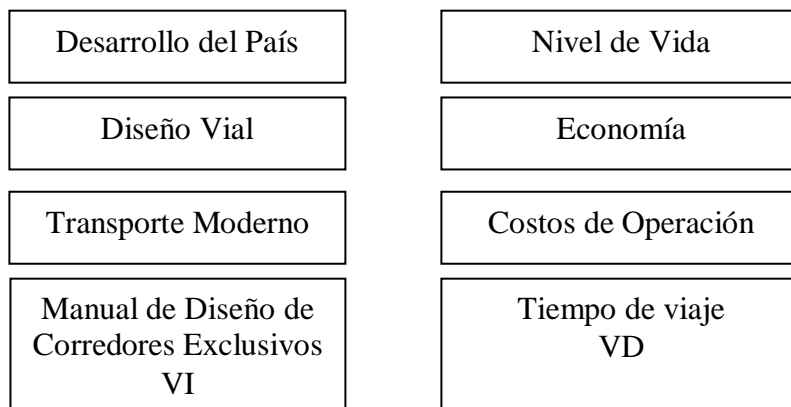 Desarrollo del País
Nivel de Vida
Diseño Vial
Economía
Transporte Moderno
Costos de Operación
Manual de Diseño de
Corredores Exclusivos
VI
Tiempo de viaje
VD